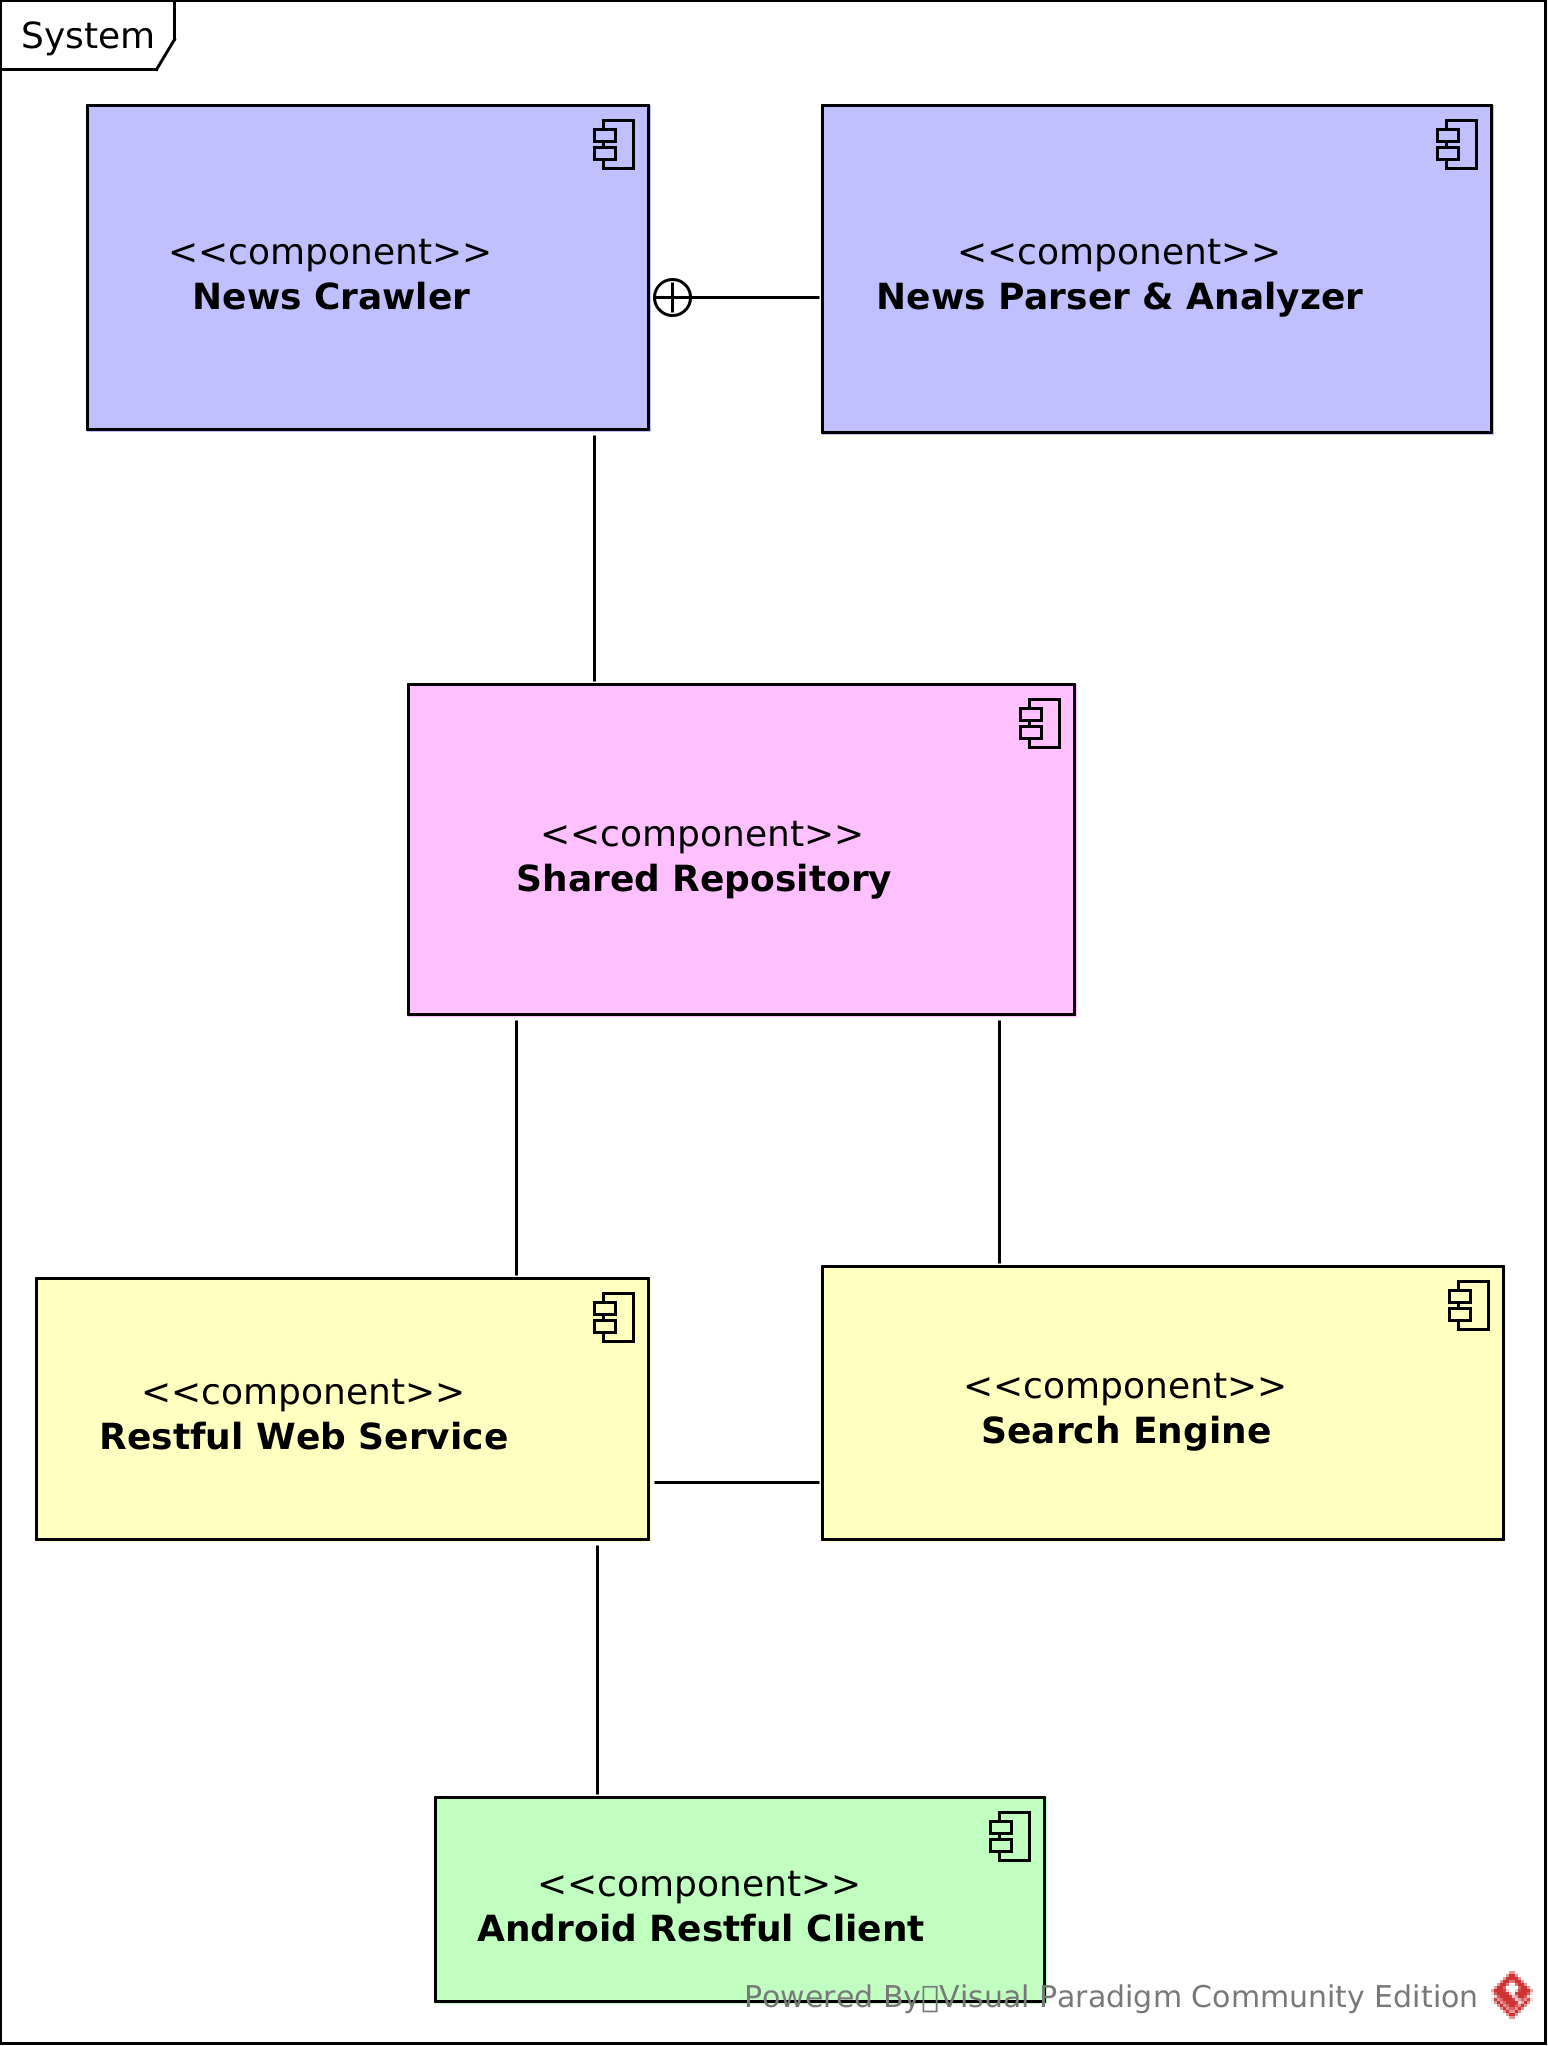 System
<<component>>
News Crawler
<<component>>
News Parser & Analyzer
<<component>>
Shared Repository
<<component>>
Restful Web Service
<<component>>
Search Engine
<<component>>
Android Restful Client
Powered By▯Visual Paradigm Community Edition